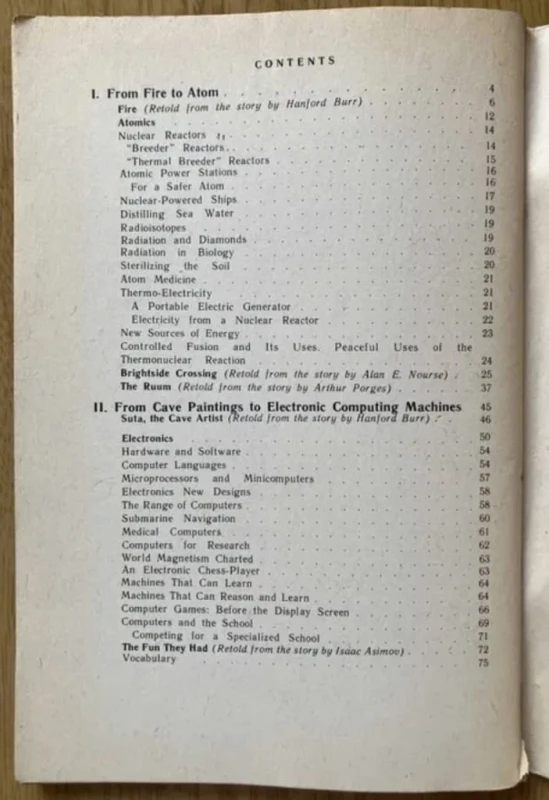 CONTENTS
I. From Fire to Atom . . . . . . . . . . . . . 4
Fire (Retold from the story by Hanford Burr) . . . . . . . 6
Atomics . . . . . . . . . . . . . 12
Nuclear Reactors . . . . . . . . . . . . . 14
"Breeder" Reactors . . . . . . . . . . . . . 14
"Thermal Breeder" Reactors . . . . . . . . . . . 15
Atomic Power Stations . . . . . . . . . . . . . 16
For a Safer Atom . . . . . . . . . . . . . 16
Nuclear-Powered Ships . . . . . . . . . . . . . 17
Distilling Sea Water . . . . . . . . . . . . . 19
Radioisotopes . . . . . . . . . . . . . 19
Radiation and Diamonds . . . . . . . . . . . . . 19
Radiation in Biology . . . . . . . . . . . . . 20
Sterilizing the Soil . . . . . . . . . . . . . 20
Atom Medicine . . . . . . . . . . . . . 21
Thermo-Electricity . . . . . . . . . . . . . 21
A Portable Electric Generator . . . . . . . . . . 21
Electricity from a Nuclear Reactor . . . . . . . . . 22
New Sources of Energy . . . . . . . . . . . . . 23
Controlled Fusion and Its Uses. Peaceful Uses of the
Thermonuclear Reaction . . . . . . . . . . . . . 24
Brightside Crossing (Retold from the story by Alan E. Nourse) . . 25
The Ruum (Retold from the story by Arthur Porges) . . . . . 37
II. From Cave Paintings to Electronic Computing Machines 45
Suta, the Cave Artist (Retold from the story by Hanford Burr) . . 46
Electronics . . . . . . . . . . . . . 50
Hardware and Software . . . . . . . . . . . . . 54
Computer Languages . . . . . . . . . . . . . 54
Microprocessors and Minicomputers . . . . . . . . . 57
Electronics New Designs . . . . . . . . . . . . . 58
The Range of Computers . . . . . . . . . . . . . 58
Submarine Navigation . . . . . . . . . . . . . 60
Medical Computers . . . . . . . . . . . . . 61
Computers for Research . . . . . . . . . . . . . 62
World Magnetism Charted . . . . . . . . . . . . . 63
An Electronic Chess-Player . . . . . . . . . . . . 63
Machines That Can Learn . . . . . . . . . . . . . 64
Machines That Can Reason and Learn . . . . . . . . . 64
Computer Games: Before the Display Screen . . . . . . . 66
Computers and the School . . . . . . . . . . . . . 69
Competing for a Specialized School . . . . . . . . . 71
The Fun They Had (Retold from the story by Isaac Asimov) . . . . 72
Vocabulary . . . . . . . . . . . . . 75